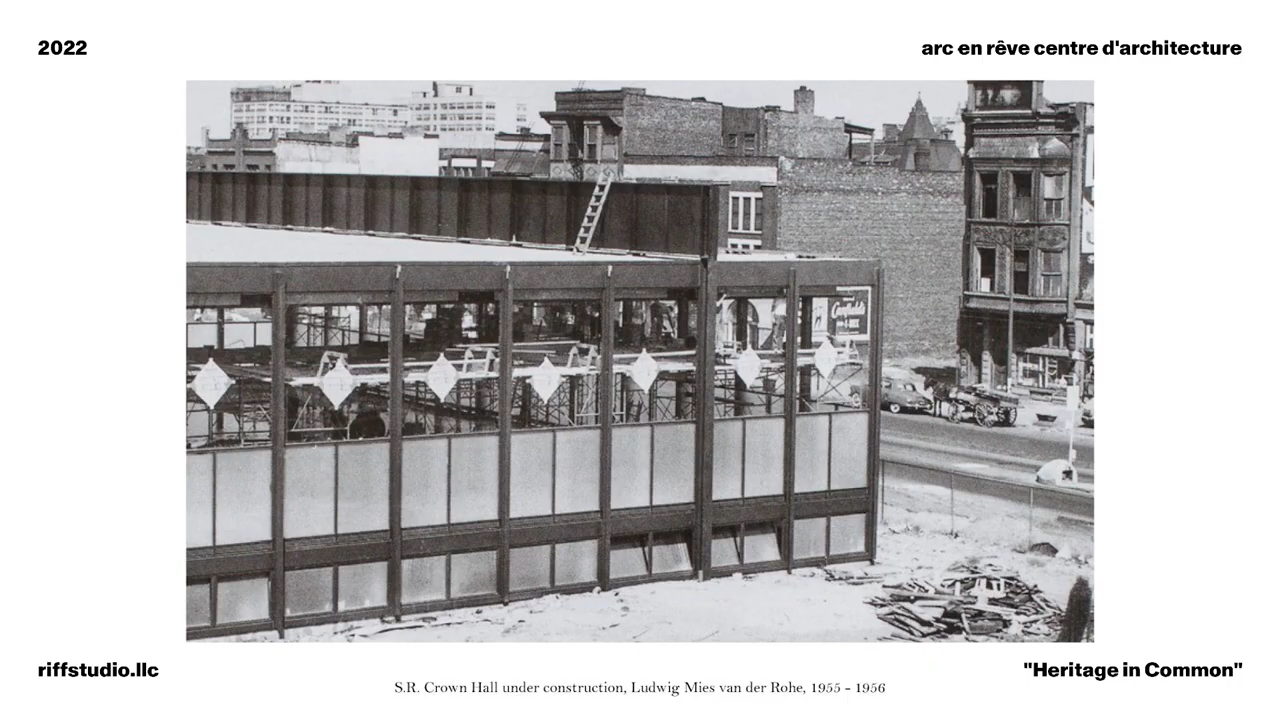 2022
arc en rêve centre d'architecture
riffstudio.llc
"Heritage in Common"
S.R. Crown Hall under construction, Ludwig Mies van der Rohe, 1955 - 1956